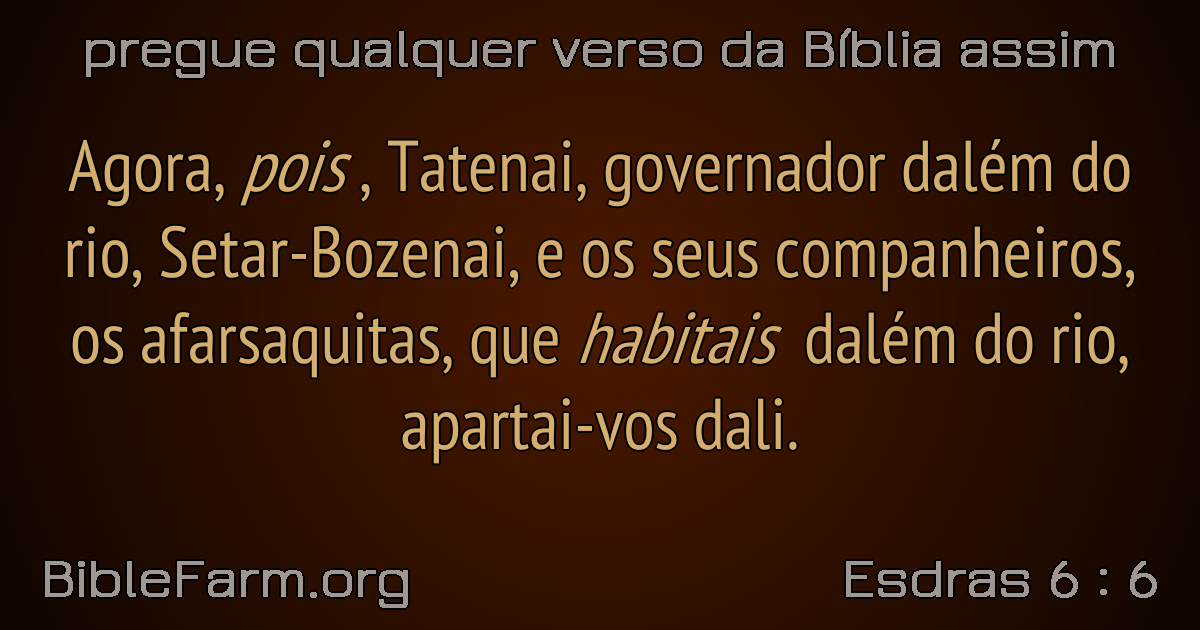 pregue qualquer verso da Bíblia assim
Agora, pois , Tatenai, governador dalém do
rio, Setar-Bozenai, e os seus companheiros,
os afarsaquitas, que habitais dalém do rio,
apartai-vos dali.
BibleFarm.org
Esdras 6 : 6